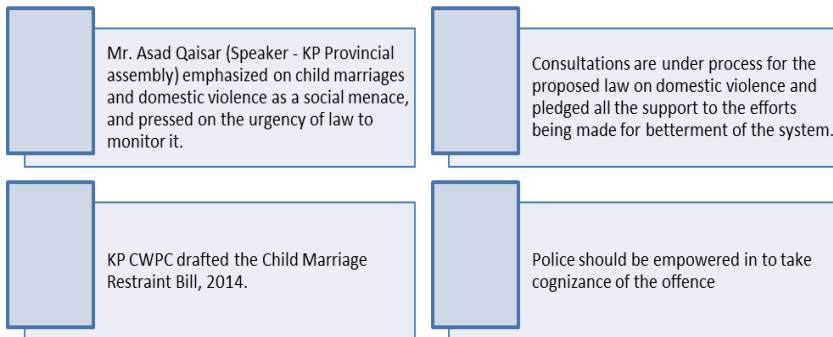 Mr. Asad Qaisar (Speaker - KP Provincial
assembly) emphasized on child marriages
and domestic violence as a social menace,
and pressed on the urgency of law to
monitor it.
Consultations are under process for the
proposed law on domestic violence and
pledged all the support to the efforts
being made for betterment of the system.
KP CWPC drafted the Child Marriage
Restraint Bill, 2014.
Police should be empowered in to take
cognizance of the offence